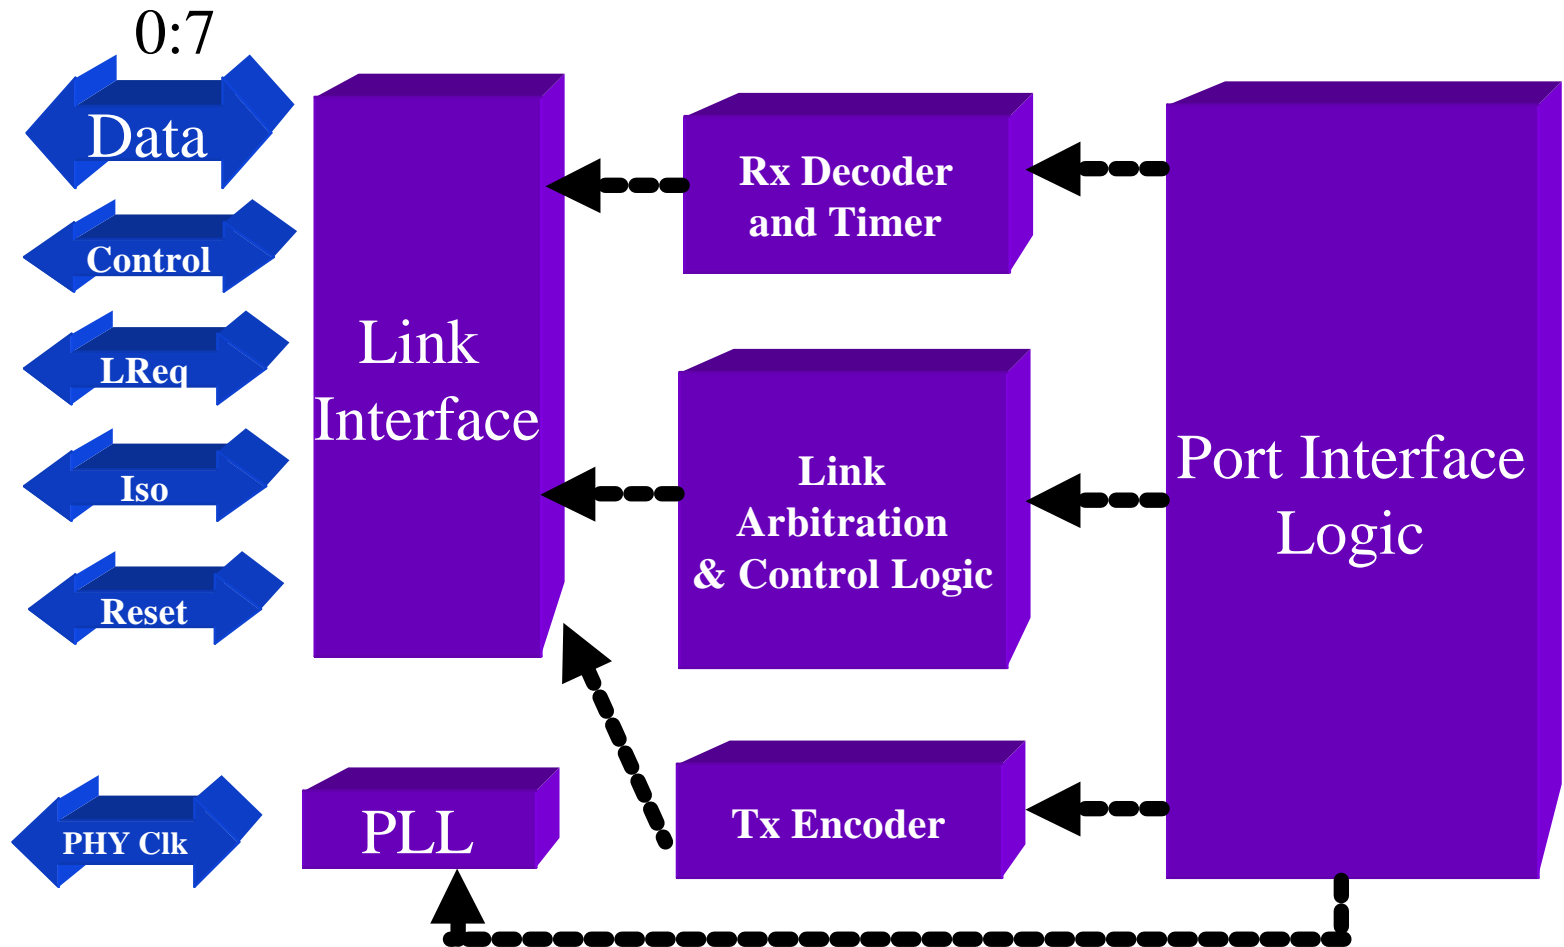 0:7
Data
Control
LReq
Iso
Reset
PHY Clk
Link
Interface
PLL
Rx Decoder
and Timer
Link
Arbitration
& Control Logic
Tx Encoder
Port Interface
Logic